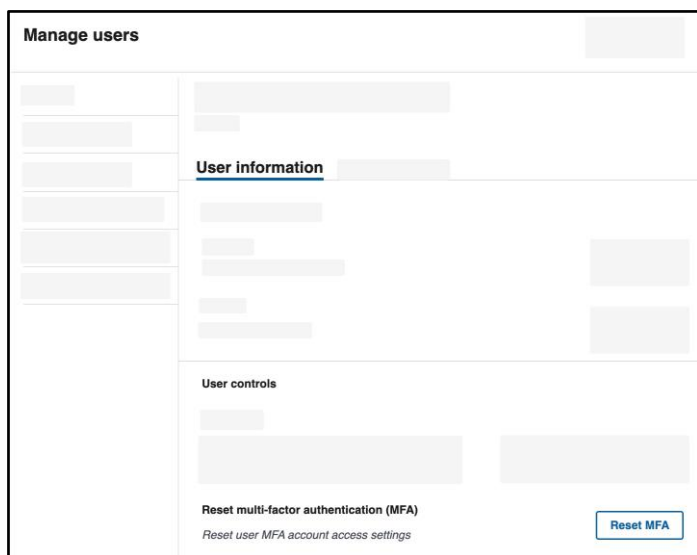 Manage users
User information
User controls
Reset multi-factor authentication (MFA)
Reset user MFA account access settings
Reset MFA